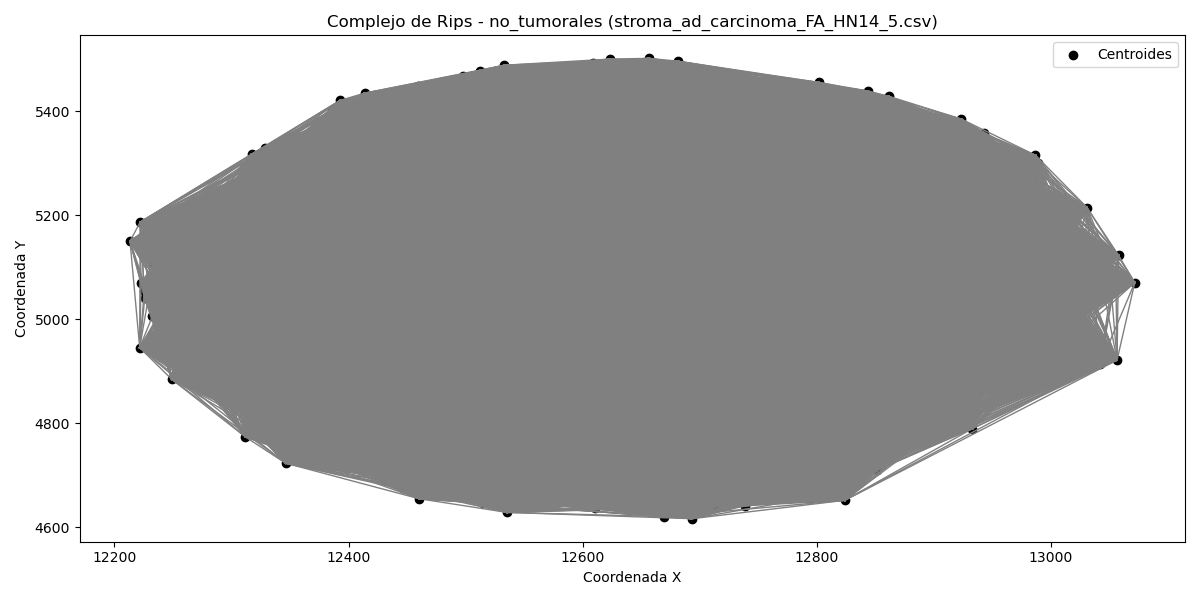 Complejo de Rips - no_tumorales (stroma_ad_carcinoma_FA_HN14_5.csv)
Centroides
Coordenada Y
5400
5200
5000
4800
4600
12200 12400 12600 12800 13000
Coordenada X